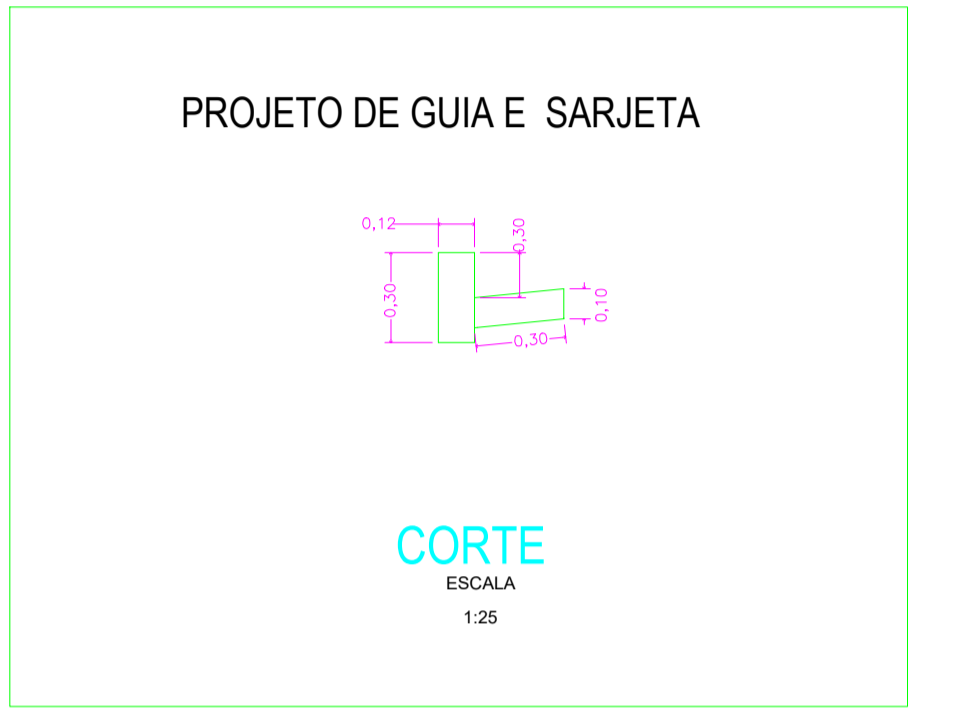 PROJETO DE GUIA E SARJETA
0,12
0,30
0,30
0,10
0,30
CORTE
ESCALA
1:25